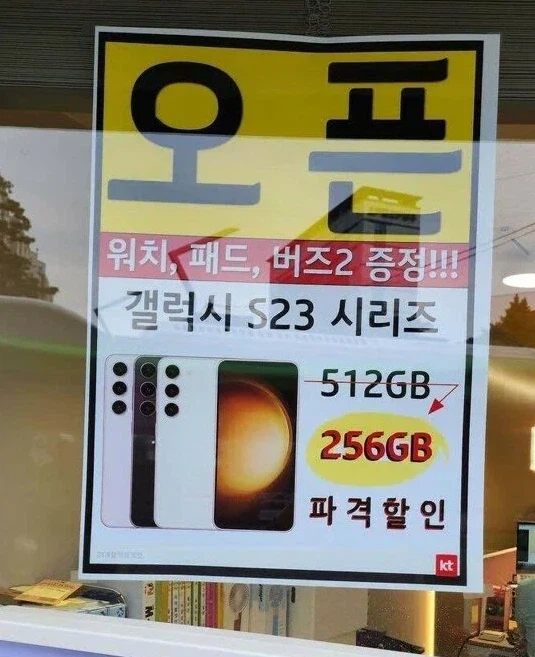 오픈
워치, 패드, 버즈2 증정!!!
갤럭시 S23 시리즈
512GB
256GB
파격할인
kt